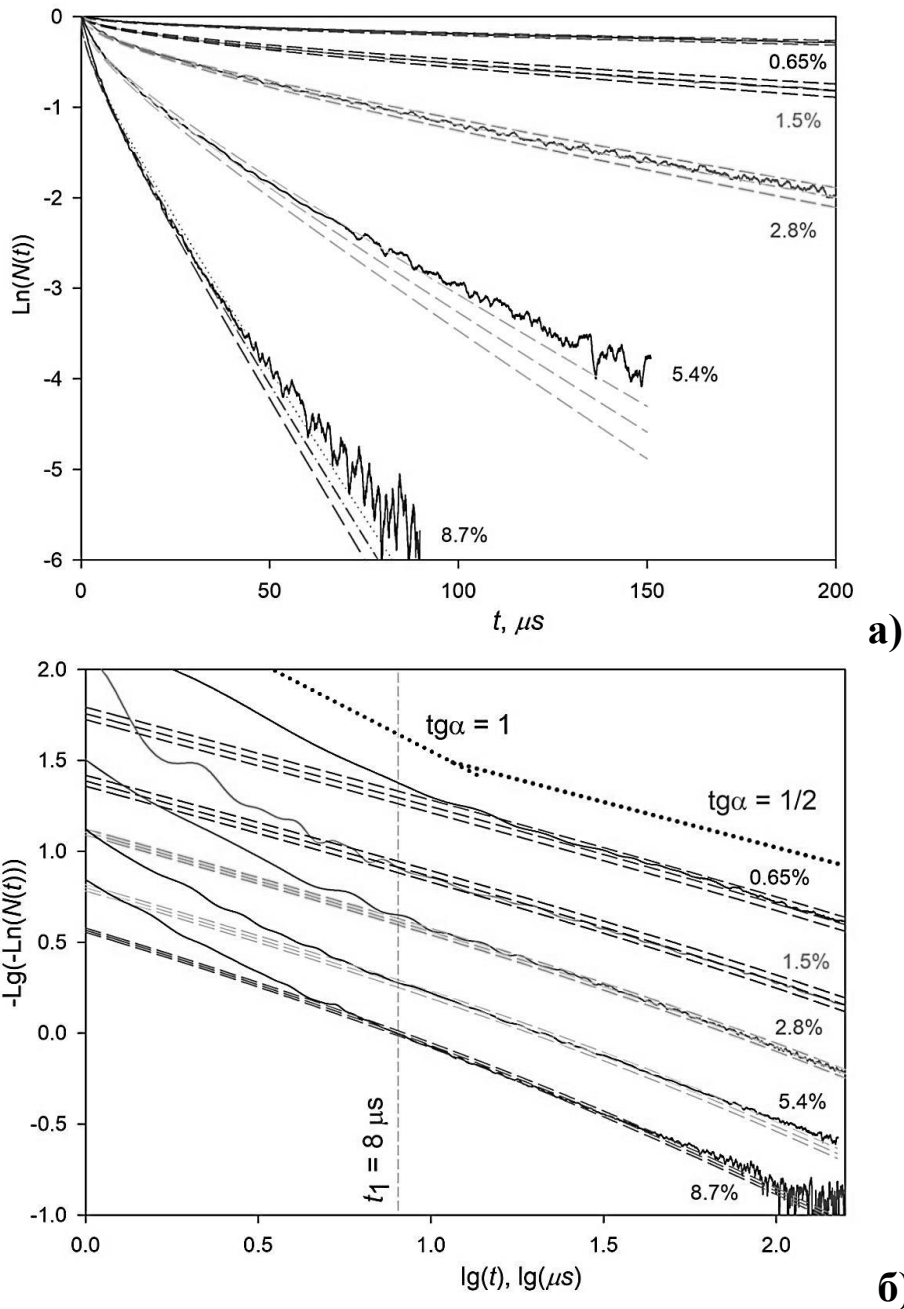 0
-1
-2
-3
-4
-5
-6
Ln(N(t))
0.65%
1.5%
2.8%
5.4%
8.7%
0 50 100 150 200
t, μs
а)
2.0
1.5
1.0
0.5
0.0
-0.5
-1.0
-Lg(-Ln(N(t)))
tgα = 1
tgα = 1/2
0.65%
1.5%
2.8%
5.4%
8.7%
t1 = 8 μs
0.0 0.5 1.0 1.5 2.0
lg(t), lg(μs)
б)